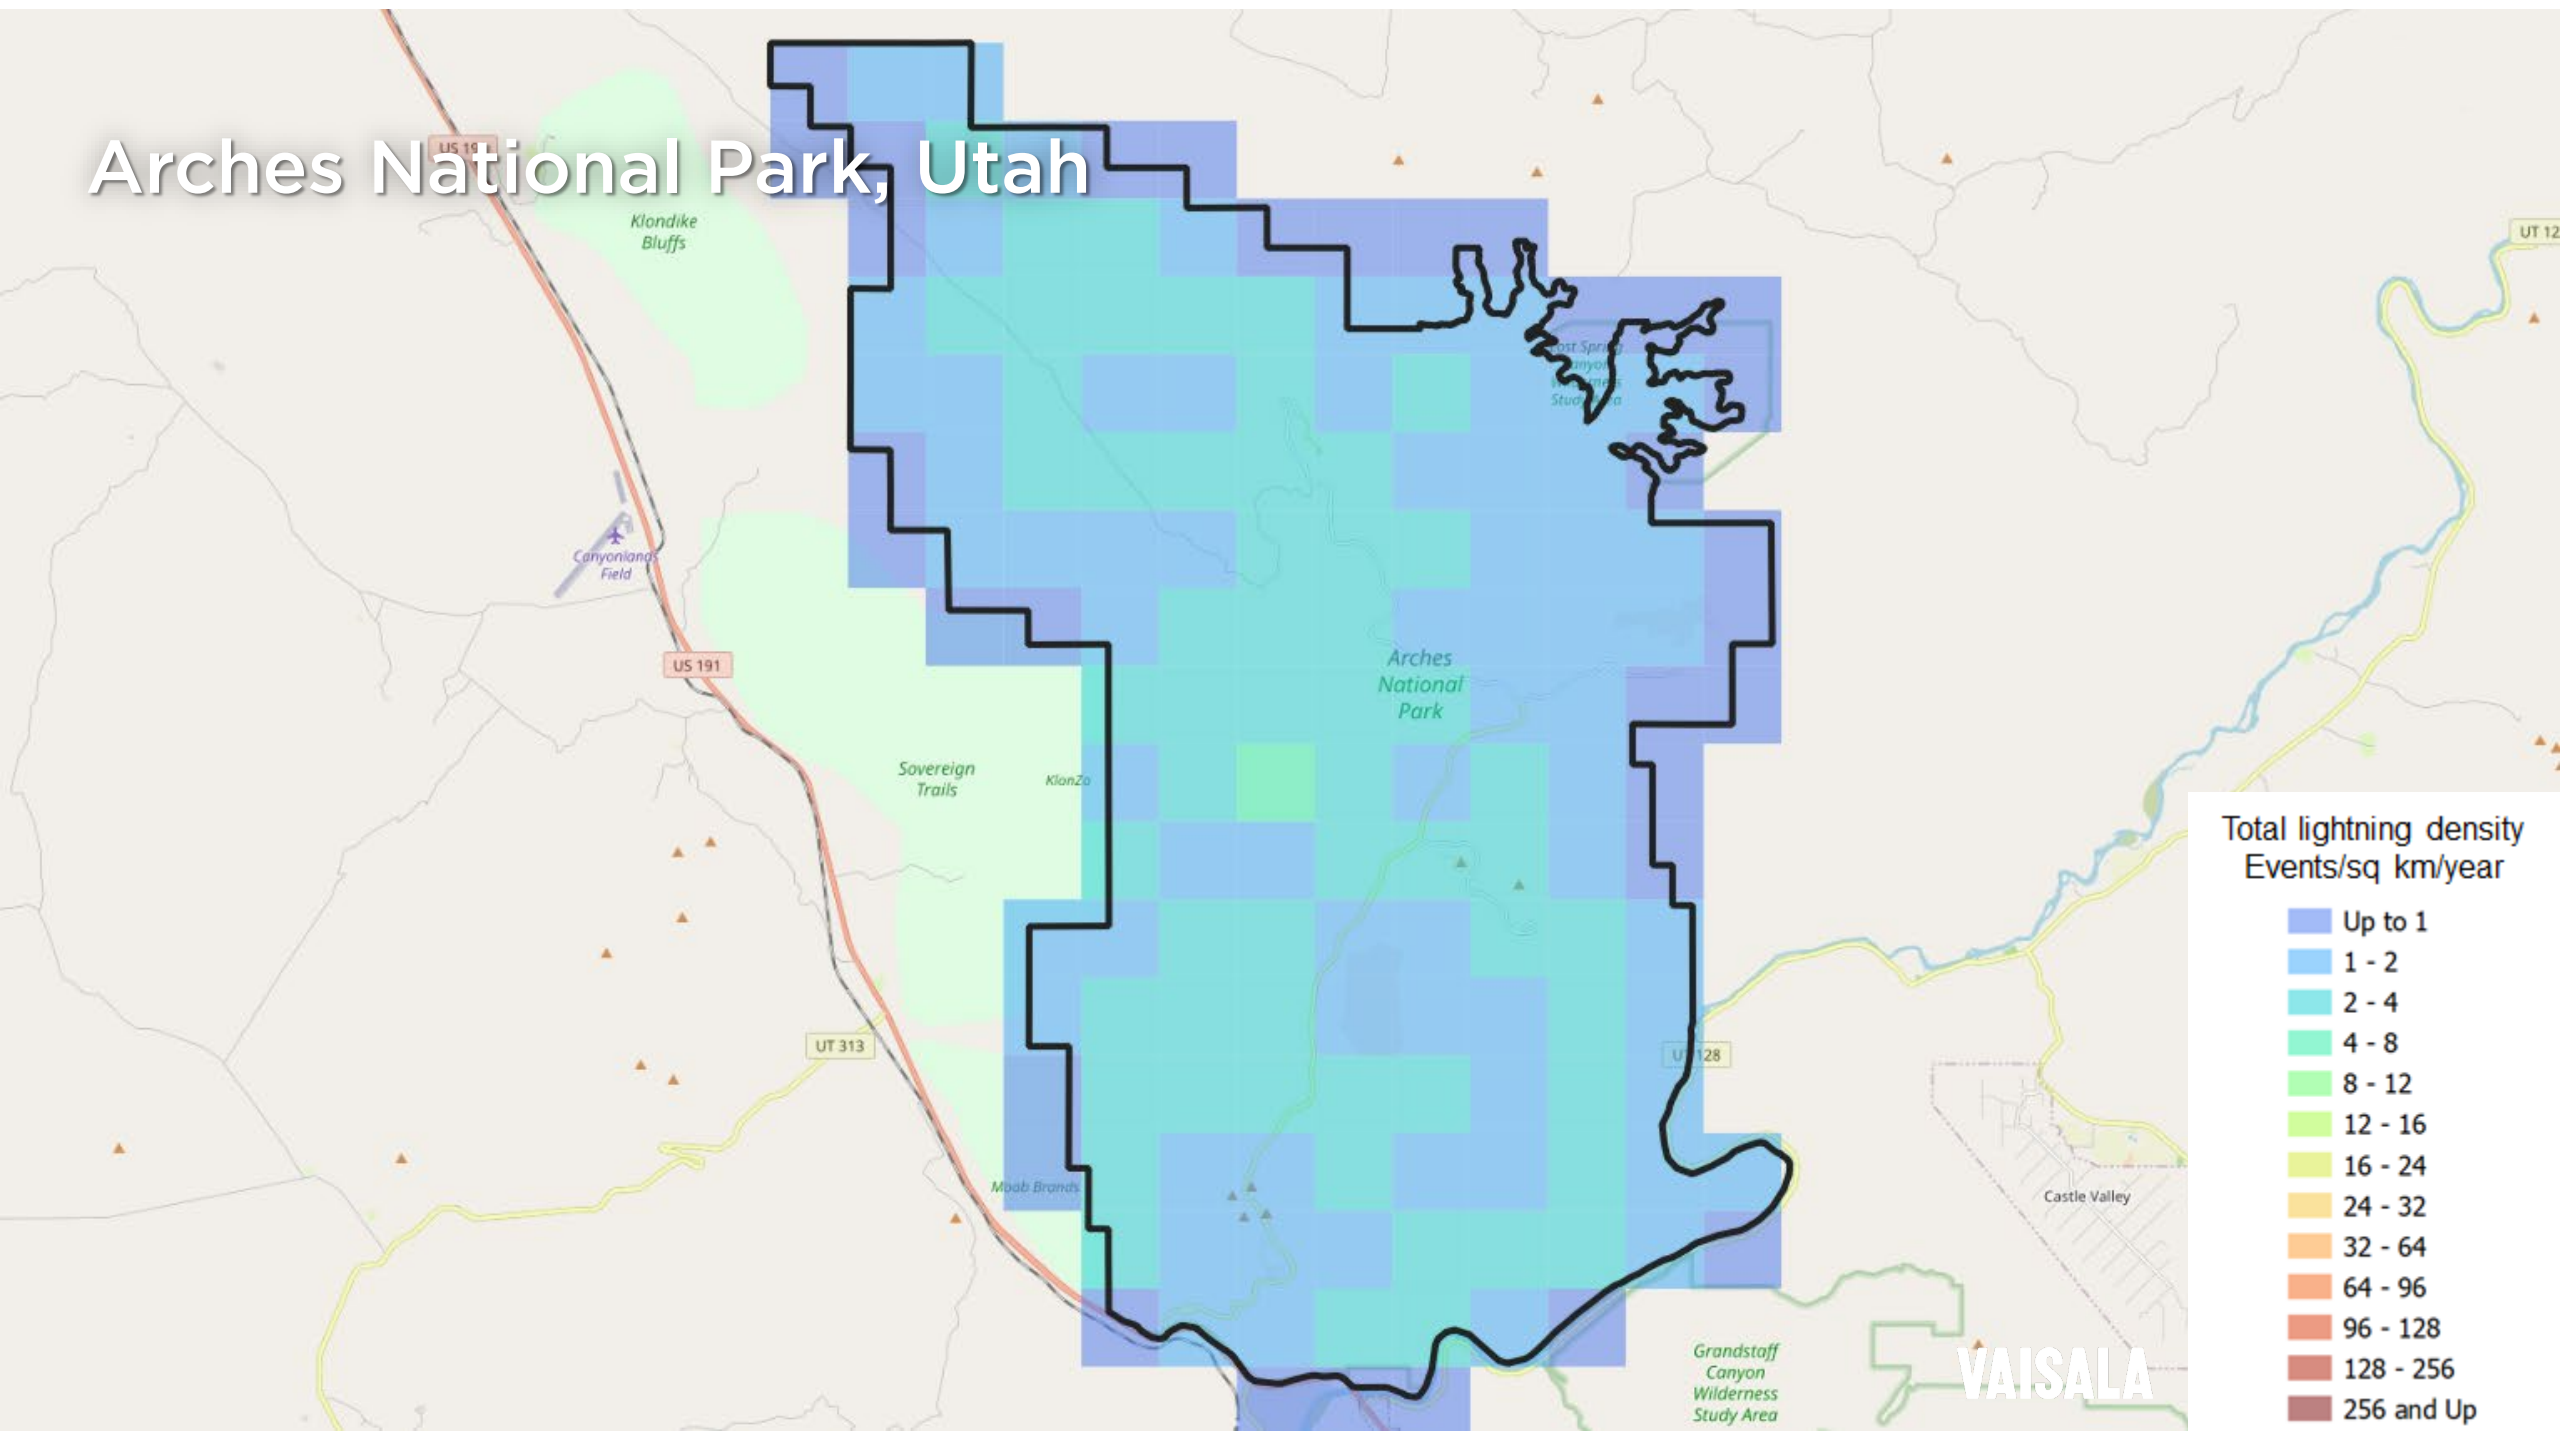 Arches National Park, Utah
Klondike
Bluffs
UT 12
Canyonlands
Field
US 191
Arches
National
Park
Sovereign
Trails
KlonZo
UT 313
UT 128
Moab Brands
Castle Valley
Grandstaff
Canyon
Wilderness
Study Area
VAISALA
Total lightning density
Events/sq km/year
Up to 1
1 - 2
2 - 4
4 - 8
8 - 12
12 - 16
16 - 24
24 - 32
32 - 64
64 - 96
96 - 128
128 - 256
256 and Up